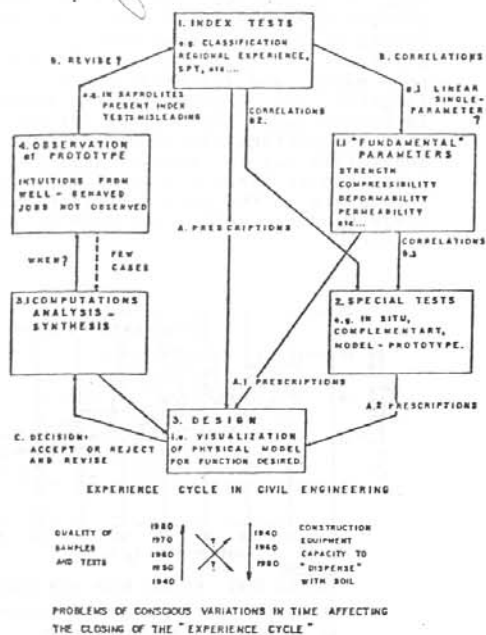 1. INDEX TESTS
e.g. CLASSIFICATION
REGIONAL EXPERIENCE,
SPT, etc...
D. REVISE?
e.g. IN SAPROLITES
PRESENT INDEX
TESTS MISLEADING
B. CORRELATIONS
B.1 LINEAR
SINGLE-
PARAMETER
?
CORRELATIONS
B2.
4. OBSERVATION
of PROTOTYPE
INTUITIONS FROM
WELL-BEHAVED
JOBS NOT OBSERVED
1.1 "FUNDAMENTAL"
PARAMETERS
STRENGTH
COMPRESSIBILITY
DEFORMABILITY
PERMEABILITY
etc...
A. PRESCRIPTIONS
WHEN?
FEW
CASES
CORRELATIONS
B.3
3.1 COMPUTATIONS
ANALYSIS -
SYNTHESIS
2. SPECIAL TESTS
e.g. IN SITU,
COMPLEMENTARY,
MODEL-PROTOTYPE.
A.1 PRESCRIPTIONS
A.2 PRESCRIPTIONS
C. DECISION:
ACCEPT OR REJECT
AND REVISE
3. DESIGN
i.e. VISUALIZATION
OF PHYSICAL MODEL
FOR FUNCTION DESIRED.
EXPERIENCE CYCLE IN CIVIL ENGINEERING
QUALITY OF
SAMPLES
AND TESTS
1980
1970
1960
1950
1940
?
?
1940
1960
1980
CONSTRUCTION
EQUIPMENT
CAPACITY TO
"DISPENSE"
WITH SOIL
PROBLEMS OF CONSCIOUS VARIATIONS IN TIME AFFECTING
THE CLOSING OF THE "EXPERIENCE CYCLE"